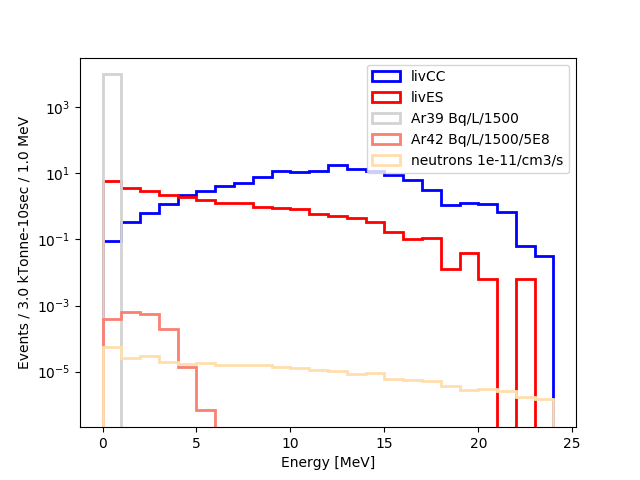 livCC
livES
Ar39 Bq/L/1500
Ar42 Bq/L/1500/5E8
neutrons 1e-11/cm3/s
Events / 3.0 kTonne-10sec / 1.0 MeV
10³
10¹
10⁻¹
10⁻³
10⁻⁵
0 5 10 15 20 25
Energy [MeV]